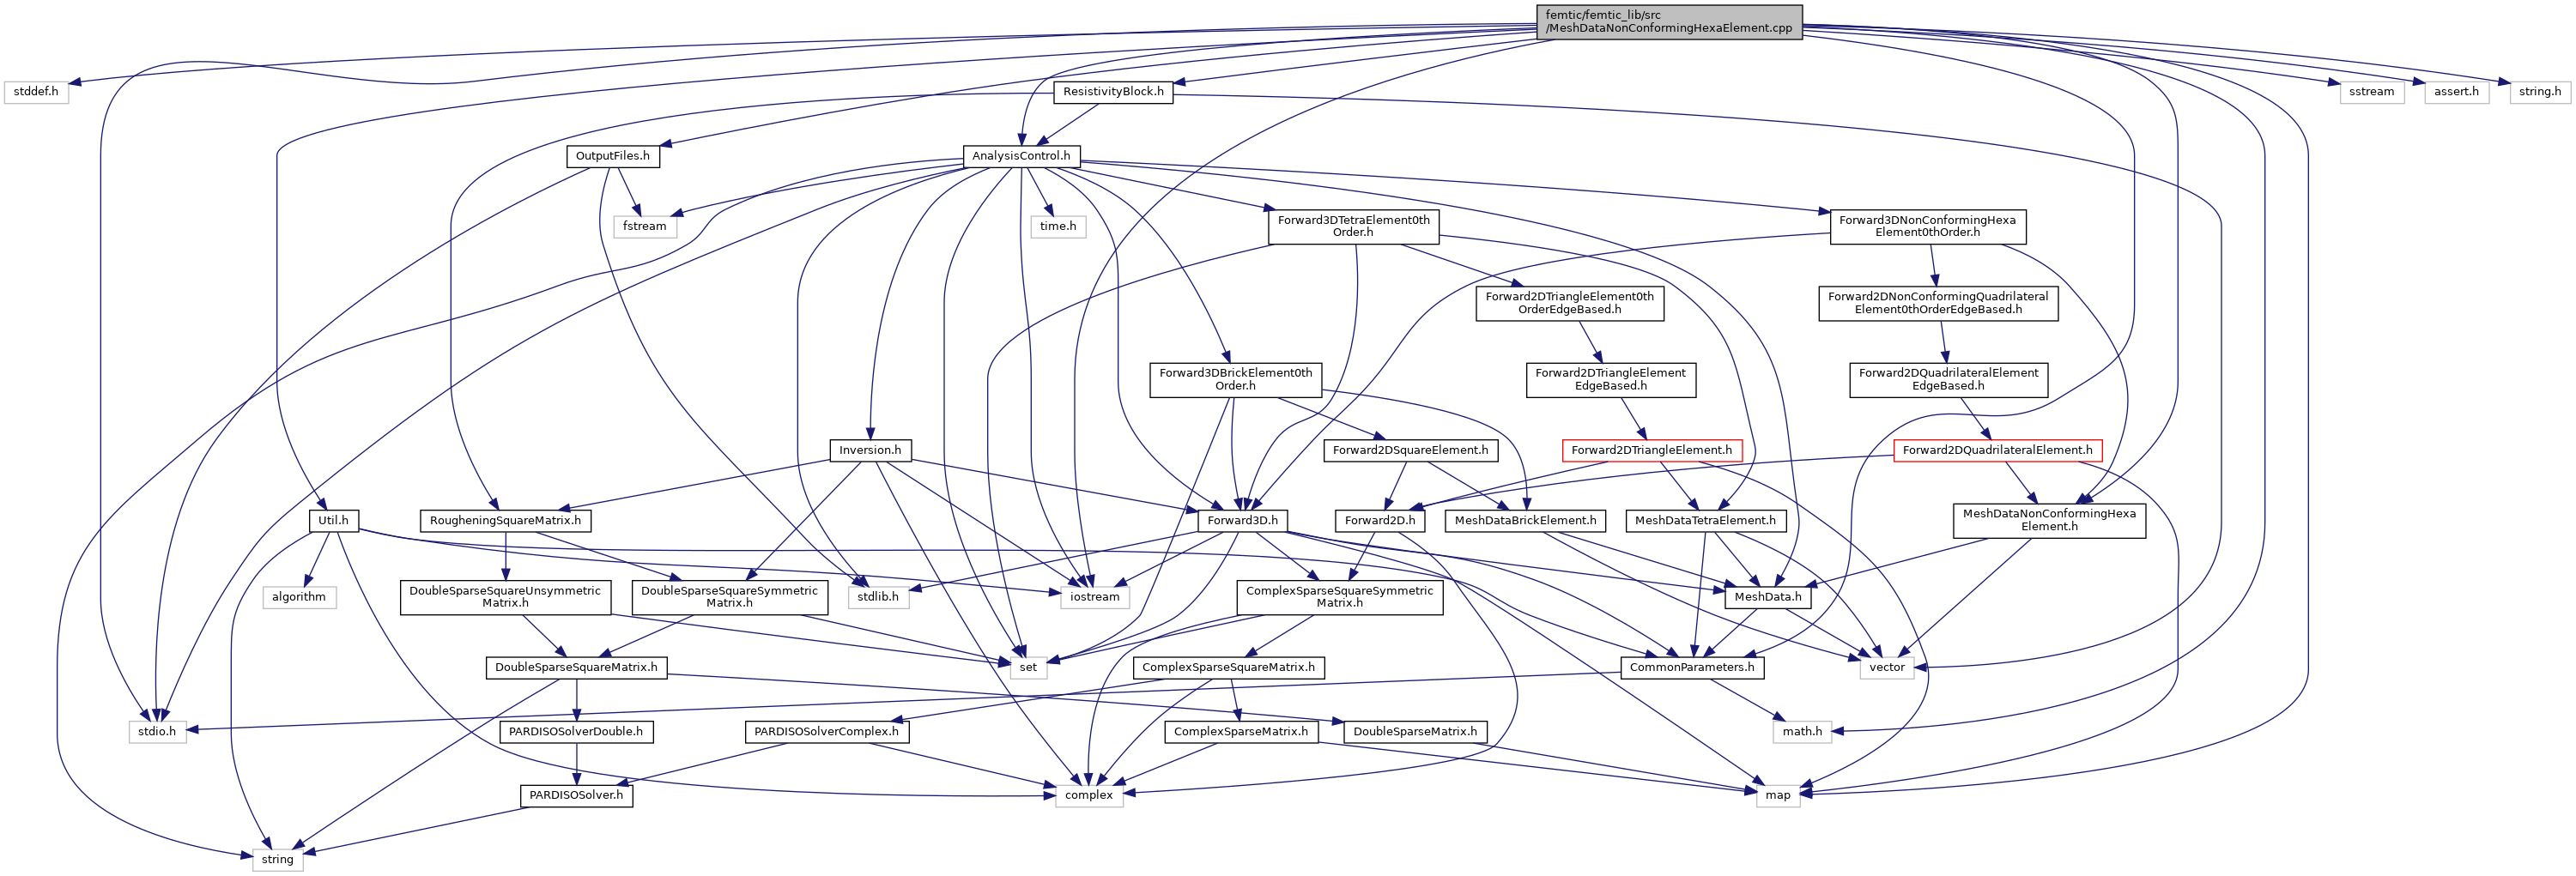 femtic/femtic_lib/src
/MeshDataNonConformingHexaElement.cpp
stddef.h
ResistivityBlock.h
sstream
assert.h
string.h
OutputFiles.h
AnalysisControl.h
fstream
time.h
Forward3DTetraElement0th
Order.h
Forward3DNonConformingHexa
Element0thOrder.h
Forward2DTriangleElement0th
OrderEdgeBased.h
Forward2DNonConformingQuadrilateral
Element0thOrderEdgeBased.h
Forward3DBrickElement0th
Order.h
Forward2DTriangleElement
EdgeBased.h
Forward2DQuadrilateralElement
EdgeBased.h
Inversion.h
Forward2DSquareElement.h
Forward2DTriangleElement.h
Forward2DQuadrilateralElement.h
Util.h
RougheningSquareMatrix.h
Forward3D.h
Forward2D.h
MeshDataBrickElement.h
MeshDataTetraElement.h
MeshDataNonConformingHexa
Element.h
algorithm
DoubleSparseSquareUnsymmetric
Matrix.h
DoubleSparseSquareSymmetric
Matrix.h
stdlib.h
iostream
ComplexSparseSquareSymmetric
Matrix.h
MeshData.h
DoubleSparseSquareMatrix.h
set
ComplexSparseSquareMatrix.h
CommonParameters.h
vector
stdio.h
PARDISOSolverDouble.h
PARDISOSolverComplex.h
ComplexSparseMatrix.h
DoubleSparseMatrix.h
math.h
PARDISOSolver.h
complex
map
string